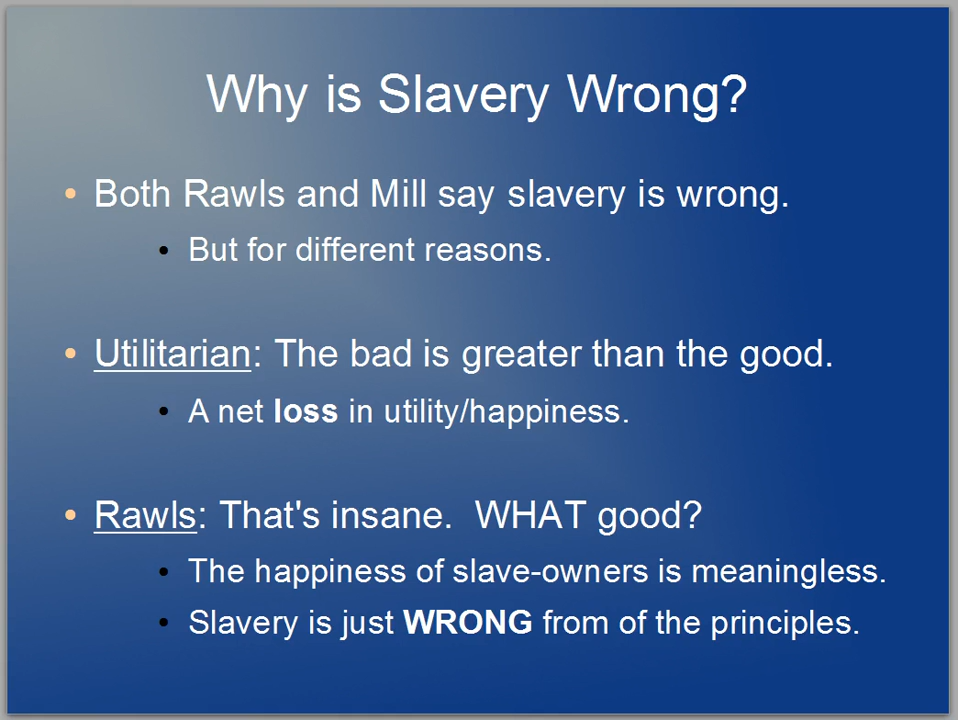 Why is Slavery Wrong?
• Both Rawls and Mill say slavery is wrong.
• But for different reasons.
• Utilitarian: The bad is greater than the good.
• A net loss in utility/happiness.
• Rawls: That's insane.  WHAT good?
• The happiness of slave-owners is meaningless.
• Slavery is just WRONG from of the principles.